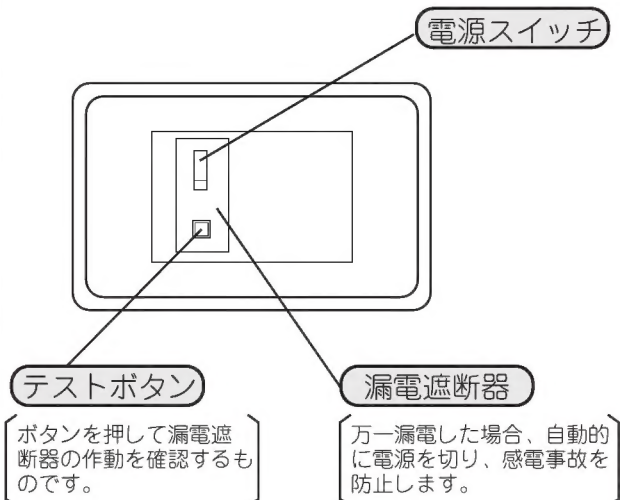 電源スイッチ
テストボタン
ボタンを押して漏電遮
断器の作動を確認するも
のです。
漏電遮断器
万一漏電した場合、自動的
に電源を切り、感電事故を
防止します。